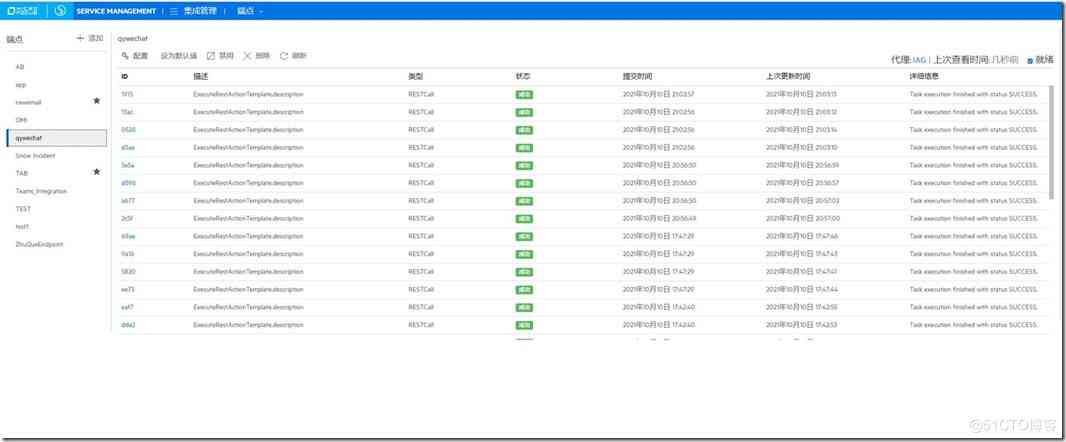 SERVICE MANAGEMENT | 集成管理 | 端点
端点 + 添加
AB
app
newemail
OMi
qywechat
Snow Incident
TAB
Teams_Integration
TEST
test1
ZhuQueEndpoint
qywechat
配置 设为默认值 禁用 删除 刷新
代理:IAG | 上次查看时间:几秒前 就绪
ID 描述 类型 状态 提交时间 上次更新时间 详细信息
ExecuteRestActionTemplate.description RESTCall 成功 2021年10月10日 21:02:57 2021年10月10日 21:03:13 Task execution finished with status SUCCESS.
ExecuteRestActionTemplate.description RESTCall 成功 2021年10月10日 21:02:56 2021年10月10日 21:03:12 Task execution finished with status SUCCESS.
ExecuteRestActionTemplate.description RESTCall 成功 2021年10月10日 21:02:56 2021年10月10日 21:03:14 Task execution finished with status SUCCESS.
ExecuteRestActionTemplate.description RESTCall 成功 2021年10月10日 21:02:56 2021年10月10日 21:03:10 Task execution finished with status SUCCESS.
ExecuteRestActionTemplate.description RESTCall 成功 2021年10月10日 20:56:50 2021年10月10日 20:56:59 Task execution finished with status SUCCESS.
ExecuteRestActionTemplate.description RESTCall 成功 2021年10月10日 20:56:50 2021年10月10日 20:56:57 Task execution finished with status SUCCESS.
a677 ExecuteRestActionTemplate.description RESTCall 成功 2021年10月10日 20:56:50 2021年10月10日 20:57:03 Task execution finished with status SUCCESS.
2c5f ExecuteRestActionTemplate.description RESTCall 成功 2021年10月10日 20:56:49 2021年10月10日 20:57:00 Task execution finished with status SUCCESS.
ExecuteRestActionTemplate.description RESTCall 成功 2021年10月10日 17:47:29 2021年10月10日 17:47:46 Task execution finished with status SUCCESS.
ExecuteRestActionTemplate.description RESTCall 成功 2021年10月10日 17:47:29 2021年10月10日 17:47:43 Task execution finished with status SUCCESS.
5820 ExecuteRestActionTemplate.description RESTCall 成功 2021年10月10日 17:47:29 2021年10月10日 17:47:41 Task execution finished with status SUCCESS.
ee73 ExecuteRestActionTemplate.description RESTCall 成功 2021年10月10日 17:47:29 2021年10月10日 17:47:44 Task execution finished with status SUCCESS.
ExecuteRestActionTemplate.description RESTCall 成功 2021年10月10日 17:42:40 2021年10月10日 17:42:55 Task execution finished with status SUCCESS.
ExecuteRestActionTemplate.description RESTCall 成功 2021年10月10日 17:42:40 2021年10月10日 17:42:53 Task execution finished with status SUCCESS.
@51CTO博客